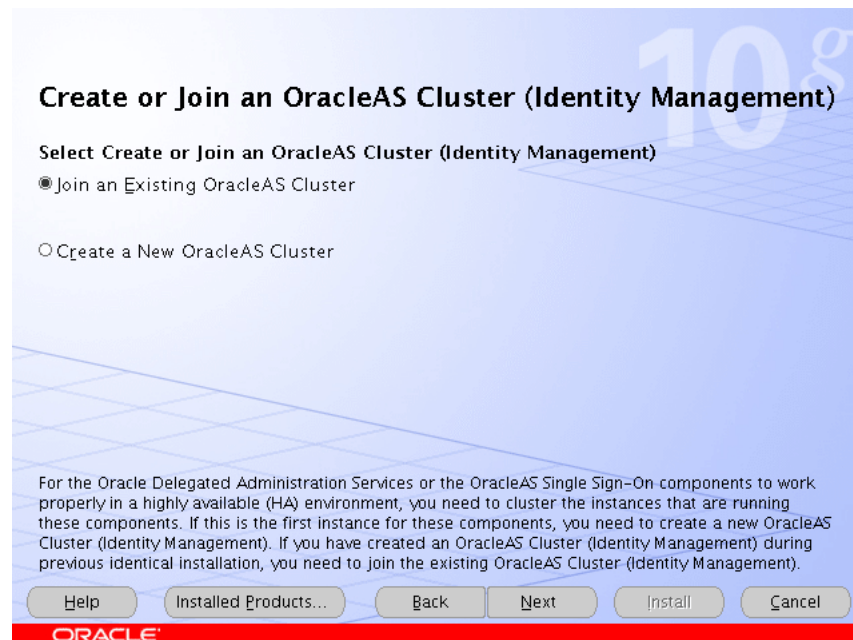 10g
Create or Join an OracleAS Cluster (Identity Management)
Select Create or Join an OracleAS Cluster (Identity Management)
Join an Existing OracleAS Cluster
Create a New OracleAS Cluster
For the Oracle Delegated Administration Services or the OracleAS Single Sign-On components to work
properly in a highly available (HA) environment, you need to cluster the instances that are running
these components. If this is the first instance for these components, you need to create a new OracleAS
Cluster (Identity Management). If you have created an OracleAS Cluster (Identity Management) during
previous identical installation, you need to join the existing OracleAS Cluster (Identity Management).
Help Installed Products... Back Next Install Cancel
ORACLE